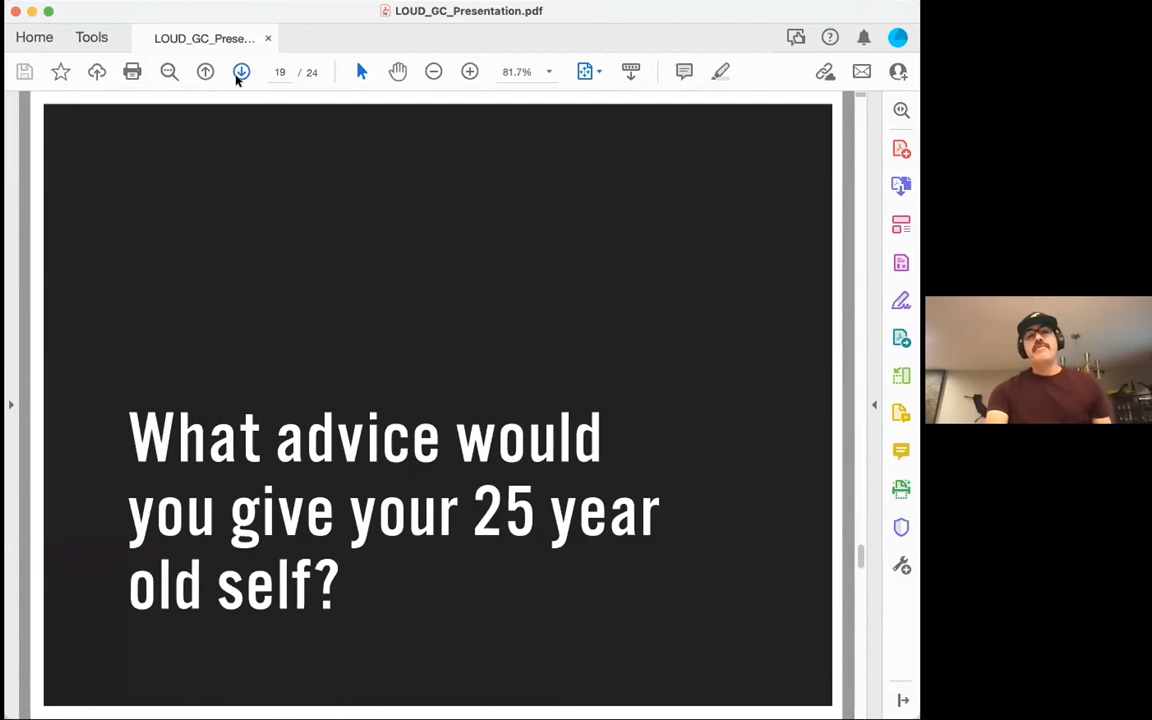 LOUD_GC_Presentation.pdf
Home Tools LOUD_GC_Prese... ×
19 / 24 81.7%
What advice would
you give your 25 year
old self?